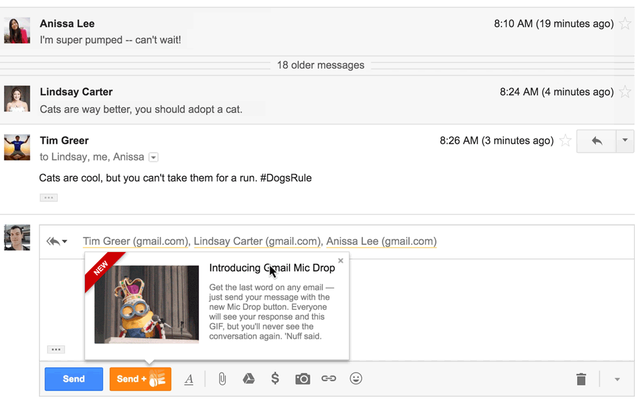 Anissa Lee 8:10 AM (19 minutes ago)
I'm super pumped -- can't wait!
18 older messages
Lindsay Carter 8:24 AM (4 minutes ago)
Cats are way better, you should adopt a cat.
Tim Greer 8:26 AM (3 minutes ago)
to Lindsay, me, Anissa
Cats are cool, but you can't take them for a run. #DogsRule
Tim Greer (gmail.com), Lindsay Carter (gmail.com), Anissa Lee (gmail.com)
NEW
Introducing Gmail Mic Drop
Get the last word on any email —
just send your message with the
new Mic Drop button. Everyone
will see your response and this
GIF, but you'll never see the
conversation again. 'Nuff said.
Send
Send +